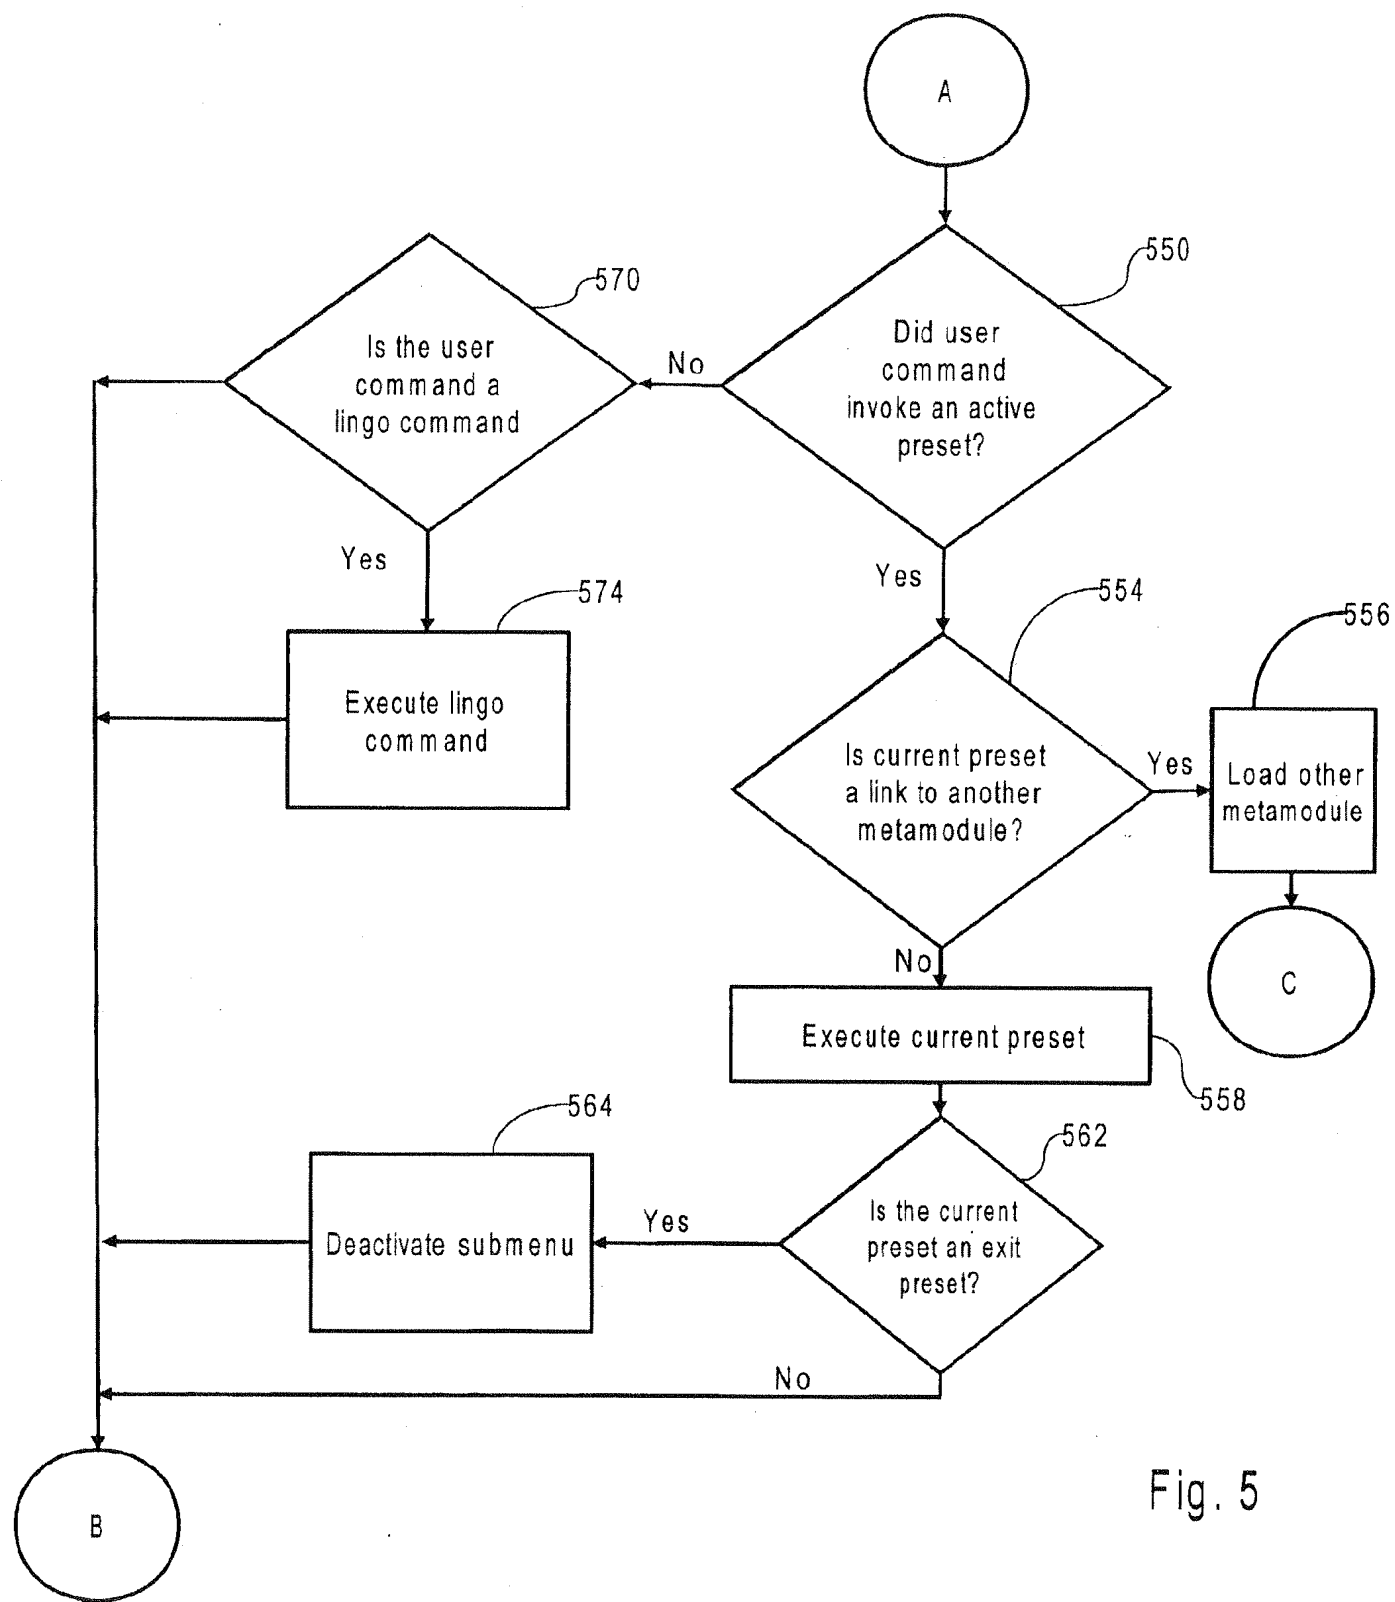 A
550
Did user
command
invoke an active
preset?
No
570
Is the user
command a
lingo command
Yes
574
Execute lingo
command
Yes
554
Is current preset
a link to another
metamodule?
Yes
556
Load other
metamodule
C
No
Execute current preset
558
562
Is the current
preset an exit
preset?
Yes
564
Deactivate submenu
No
B
Fig. 5